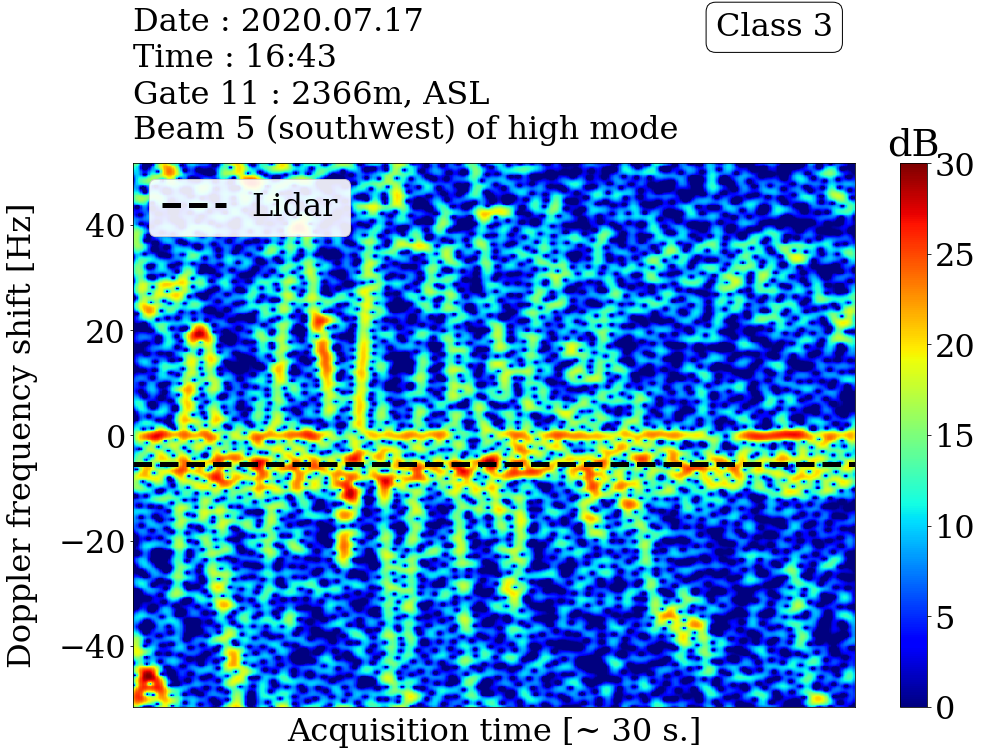 Date : 2020.07.17
Time : 16:43
Gate 11 : 2366m, ASL
Beam 5 (southwest) of high mode
Class 3
dB
Lidar
Doppler frequency shift [Hz]
40
20
0
−20
−40
Acquisition time [~ 30 s.]
30
25
20
15
10
5
0